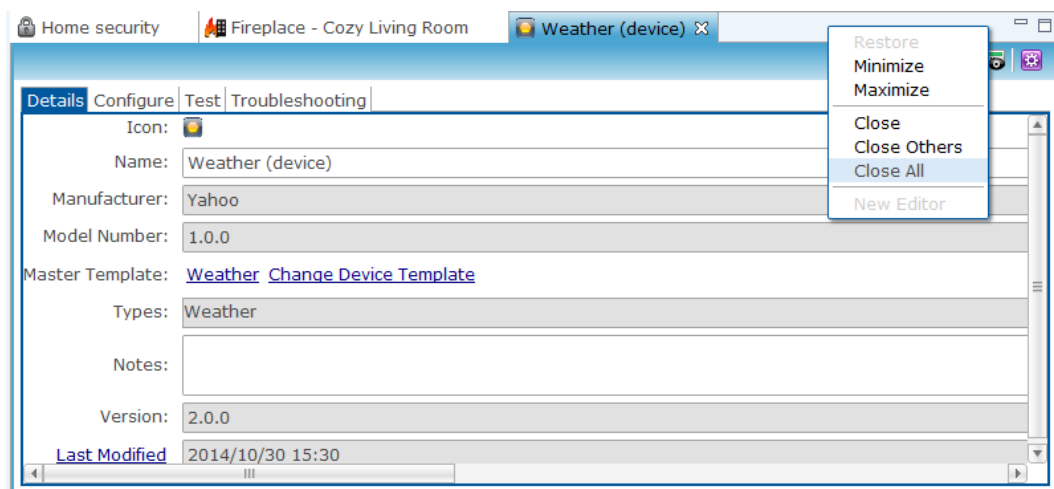 Home security
Fireplace - Cozy Living Room
Weather (device)
Restore
Minimize
Maximize
Close
Close Others
Close All
New Editor
Details Configure Test Troubleshooting
Icon:
Name: Weather (device)
Manufacturer: Yahoo
Model Number: 1.0.0
Master Template: Weather Change Device Template
Types: Weather
Notes:
Version: 2.0.0
Last Modified 2014/10/30 15:30